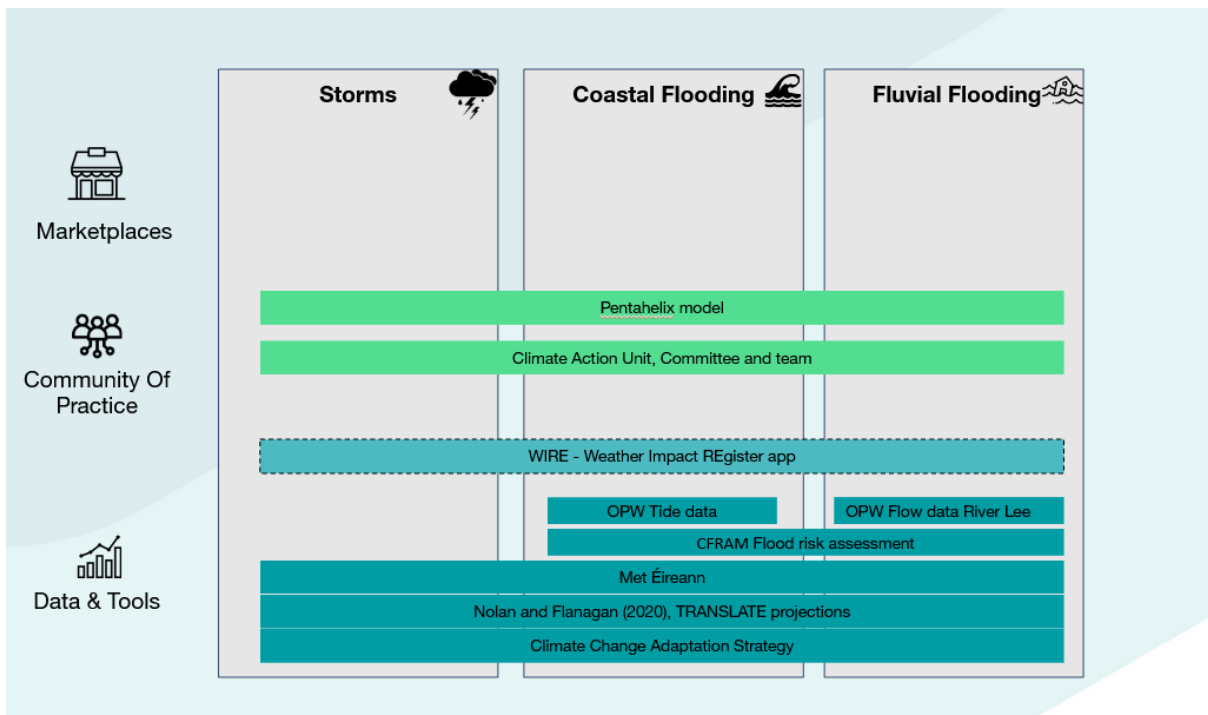 Storms
Coastal Flooding
Fluvial Flooding
Marketplaces
Pentahelix model
Climate Action Unit, Committee and team
Community Of
Practice
WIRE - Weather Impact REgister app
OPW Tide data
OPW Flow data River Lee
CFRAM Flood risk assessment
Met Éireann
Data & Tools
Nolan and Flanagan (2020), TRANSLATE projections
Climate Change Adaptation Strategy